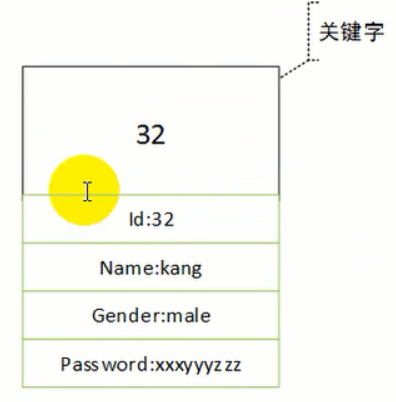 关键字
32
Id:32
Name:kang
Gender:male
Password:xxxyyyzzz